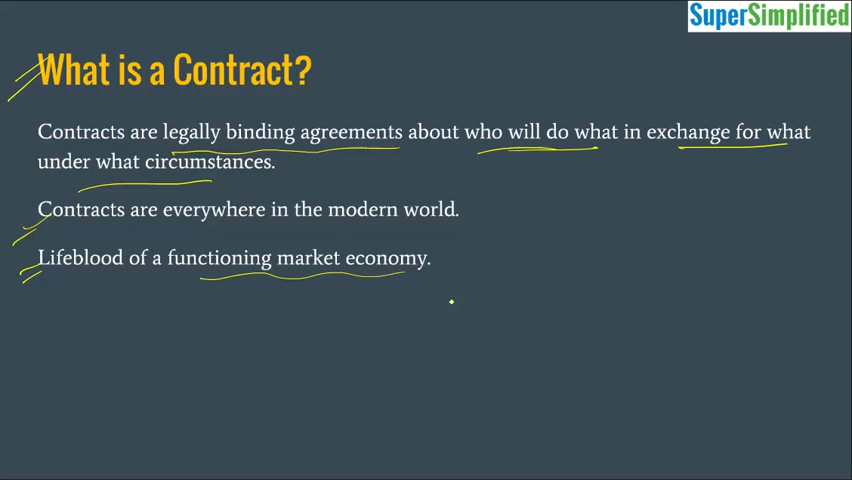 SuperSimplified
What is a Contract?
Contracts are legally binding agreements about who will do what in exchange for what
under what circumstances.
Contracts are everywhere in the modern world.
Lifeblood of a functioning market economy.